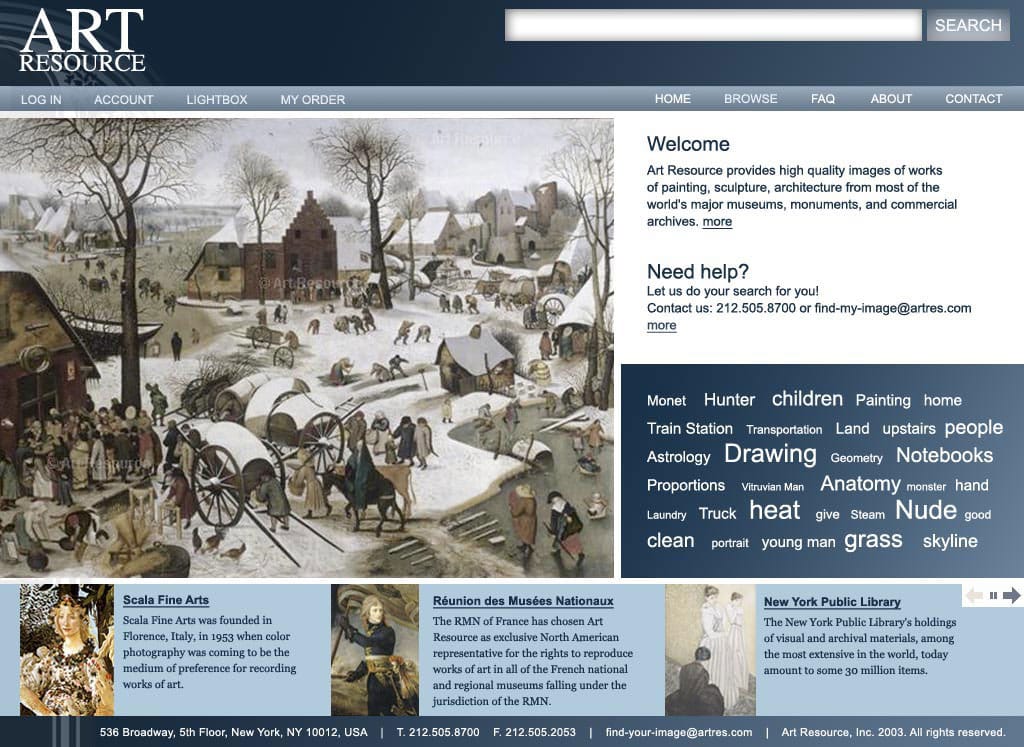 ART
RESOURCE
SEARCH
LOG IN ACCOUNT LIGHTBOX MY ORDER
HOME BROWSE FAQ ABOUT CONTACT
Art Resource
© Art Resource
© Art Resource
Welcome
Art Resource provides high quality images of works
of painting, sculpture, architecture from most of the
world's major museums, monuments, and commercial
archives. more
Need help?
Let us do your search for you!
Contact us: 212.505.8700 or find-my-image@artres.com
more
Monet Hunter children Painting home
Train Station Transportation Land upstairs people
Astrology Drawing Geometry Notebooks
Proportions Vitruvian Man Anatomy monster hand
Laundry Truck heat give Steam Nude good
clean portrait young man grass skyline
Scala Fine Arts
Scala Fine Arts was founded in
Florence, Italy, in 1953 when color
photography was coming to be the
medium of preference for recording
works of art.
Réunion des Musées Nationaux
The RMN of France has chosen Art
Resource as exclusive North American
representative for the rights to reproduce
works of art in all of the French national
and regional museums falling under the
jurisdiction of the RMN.
New York Public Library
The New York Public Library's holdings
of visual and archival materials, among
the most extensive in the world, today
amount to some 30 million items.
536 Broadway, 5th Floor, New York, NY 10012, USA | T. 212.505.8700 F. 212.505.2053 | find-your-image@artres.com | Art Resource, Inc. 2003. All rights reserved.